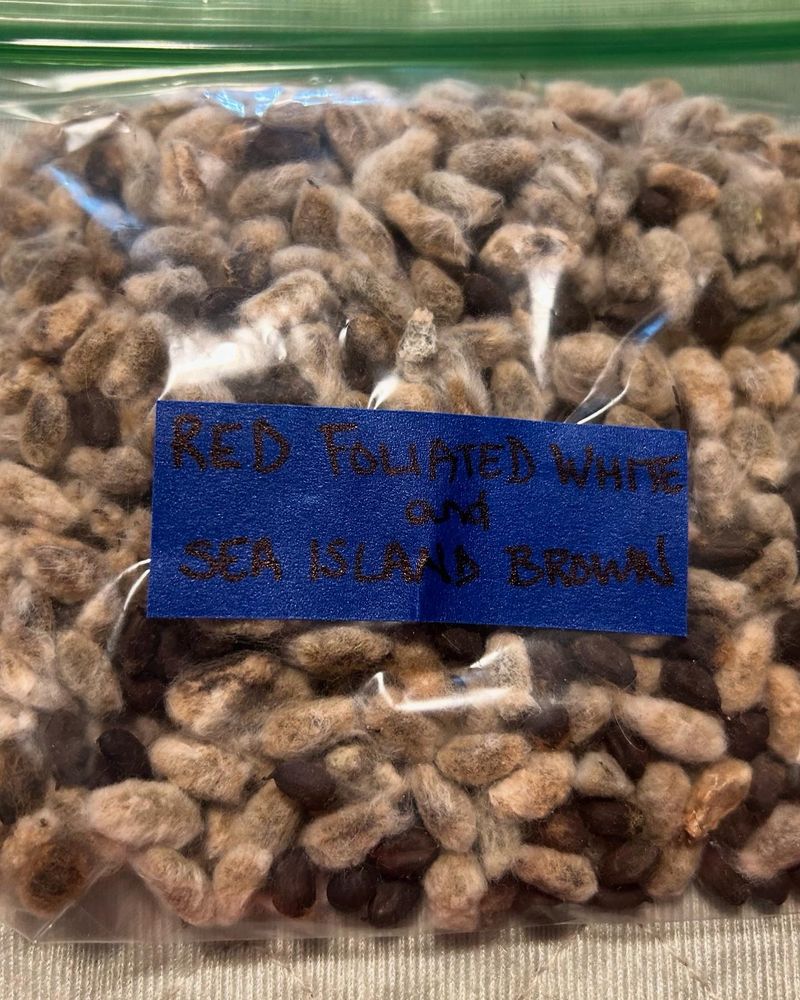 RED FOLIATED WHITE
and
SEA ISLAND BROWN